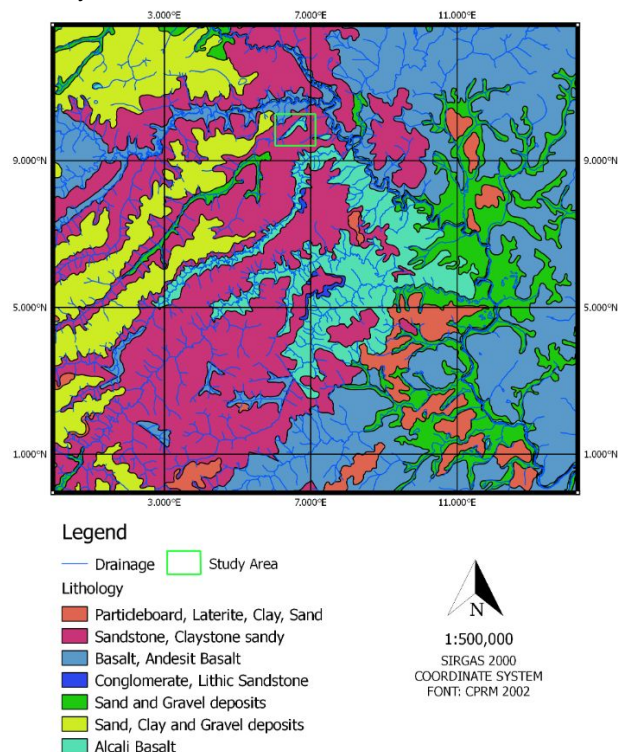 3.000°E 7.000°E 11.000°E
9.000°N 9.000°N
5.000°N 5.000°N
1.000°N 1.000°N
3.000°E 7.000°E 11.000°E
Legend
Drainage Study Area
Lithology
Particleboard, Laterite, Clay, Sand
Sandstone, Claystone sandy
Basalt, Andesit Basalt
Conglomerate, Lithic Sandstone
Sand and Gravel deposits
Sand, Clay and Gravel deposits
Alcali Basalt
N
1:500,000
SIRGAS 2000
COORDINATE SYSTEM
FONT: CPRM 2002